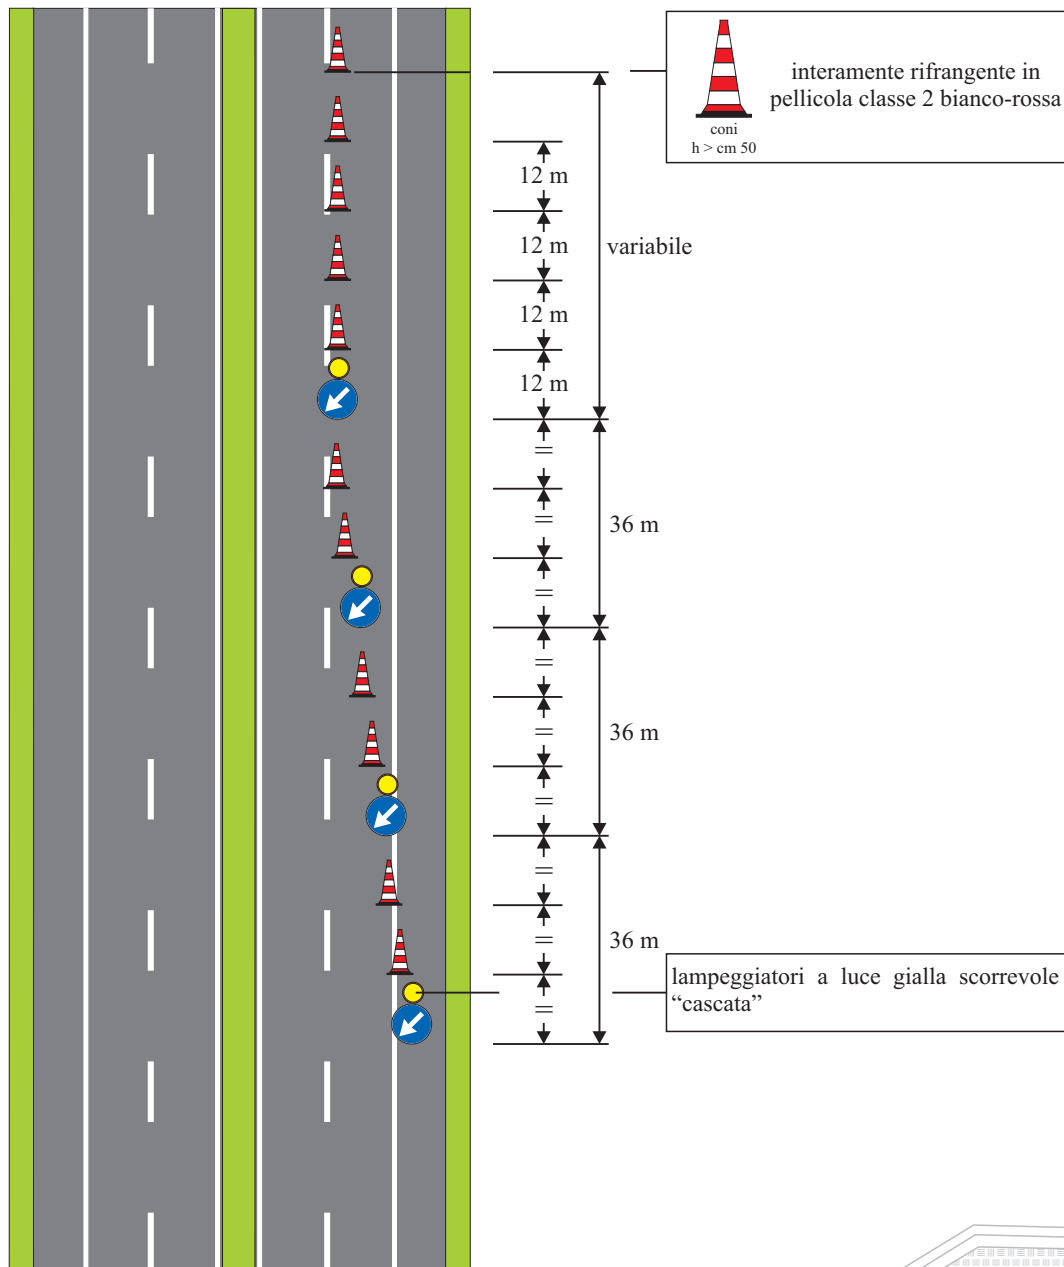 interamente rifrangente in
pellicola classe 2 bianco-rossa
coni
h > cm 50
12 m
12 m
variabile
12 m
12 m
=
=
36 m
=
=
=
36 m
=
=
=
36 m
=
lampeggiatori a luce gialla scorrevole
“cascata”